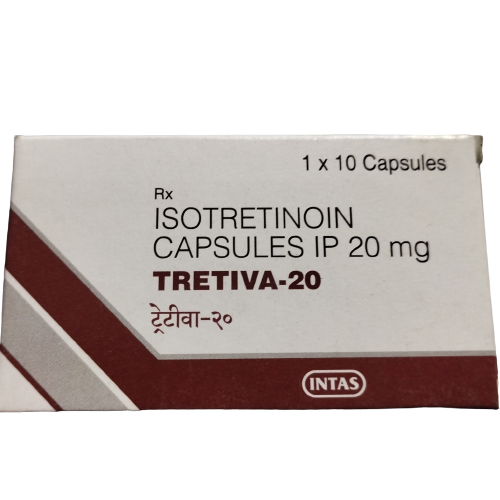 1 x 10 Capsules
Rx
ISOTRETINOIN
CAPSULES IP 20 mg
TRETIVA-20
ट्रेटीवा-२०
INTAS